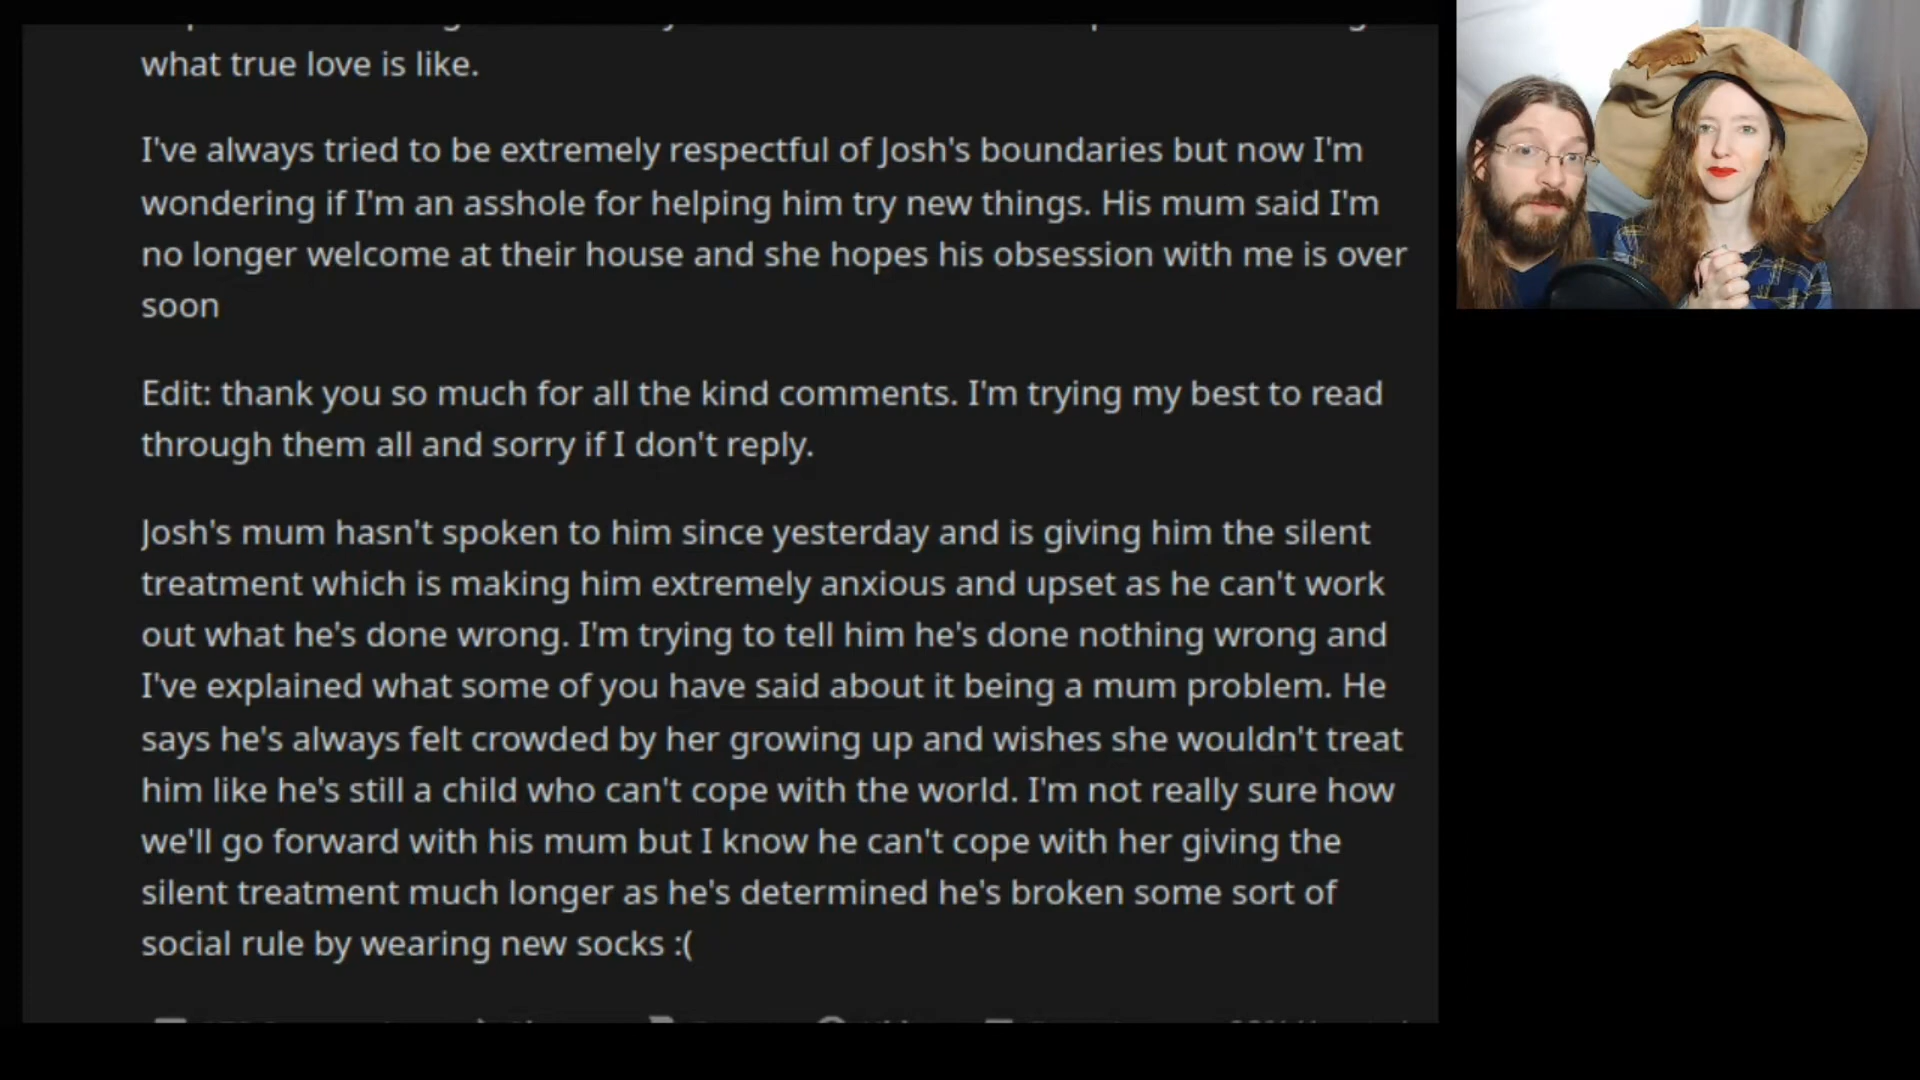 what true love is like.
I've always tried to be extremely respectful of Josh's boundaries but now I'm
wondering if I'm an asshole for helping him try new things. His mum said I'm
no longer welcome at their house and she hopes his obsession with me is over
soon
Edit: thank you so much for all the kind comments. I'm trying my best to read
through them all and sorry if I don't reply.
Josh's mum hasn't spoken to him since yesterday and is giving him the silent
treatment which is making him extremely anxious and upset as he can't work
out what he's done wrong. I'm trying to tell him he's done nothing wrong and
I've explained what some of you have said about it being a mum problem. He
says he's always felt crowded by her growing up and wishes she wouldn't treat
him like he's still a child who can't cope with the world. I'm not really sure how
we'll go forward with his mum but I know he can't cope with her giving the
silent treatment much longer as he's determined he's broken some sort of
social rule by wearing new socks :(